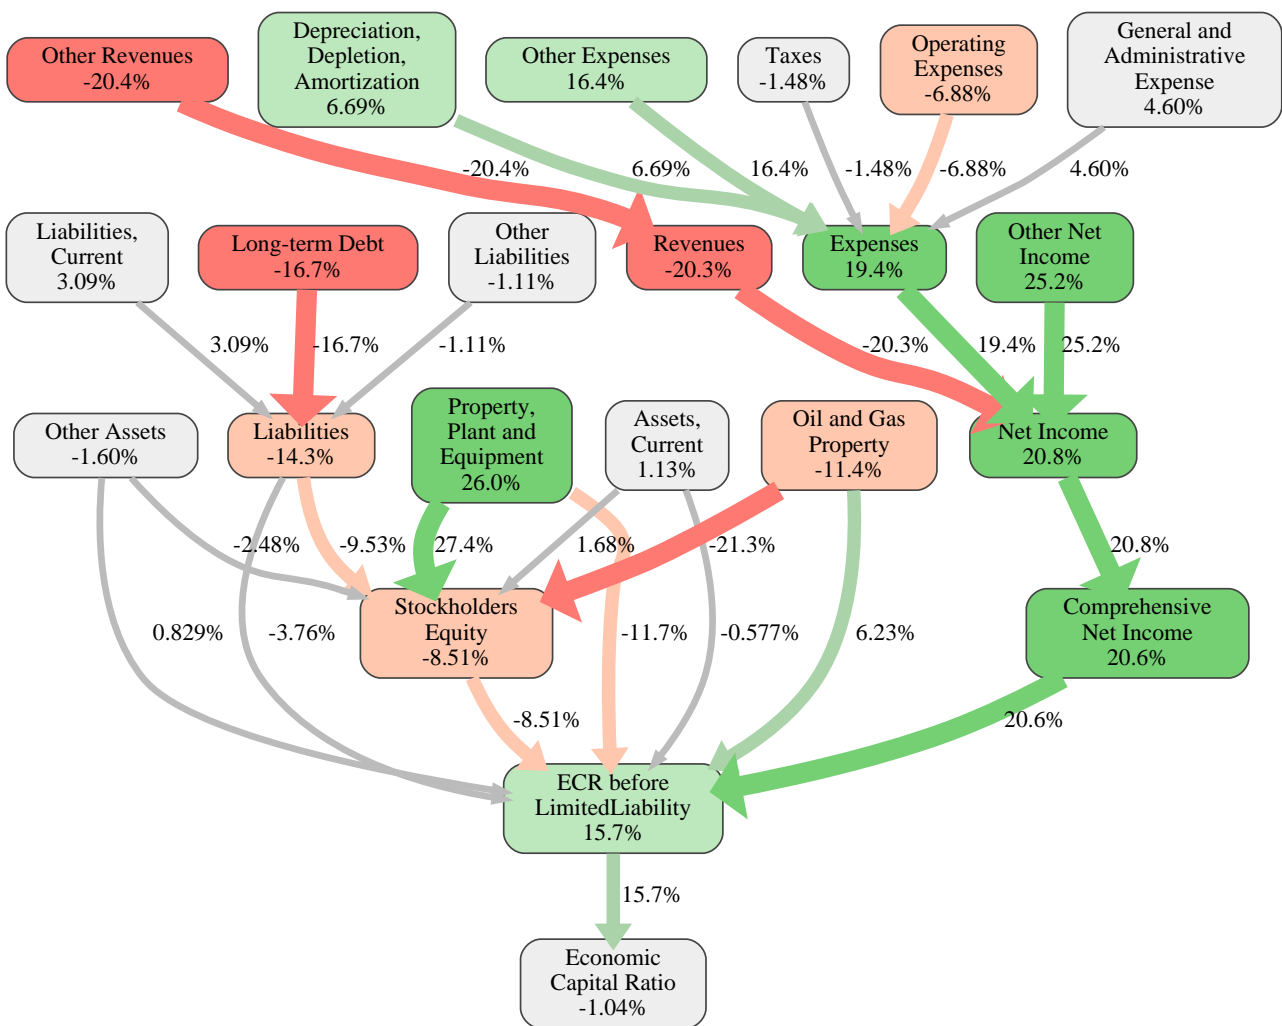 Other Revenues
-20.4%
Depreciation,
Depletion,
Amortization
6.69%
Other Expenses
16.4%
Taxes
-1.48%
Operating
Expenses
-6.88%
General and
Administrative
Expense
4.60%
-20.4%
6.69%
16.4%
-1.48%
-6.88%
4.60%
Liabilities,
Current
3.09%
Long-term Debt
-16.7%
Other
Liabilities
-1.11%
Revenues
-20.3%
Expenses
19.4%
Other Net
Income
25.2%
3.09%
-16.7%
-1.11%
-20.3%
19.4%
25.2%
Other Assets
-1.60%
Liabilities
-14.3%
Property,
Plant and
Equipment
26.0%
Assets,
Current
1.13%
Oil and Gas
Property
-11.4%
Net Income
20.8%
-2.48%
-9.53%
27.4%
1.68%
-21.3%
20.8%
Stockholders
Equity
-8.51%
Comprehensive
Net Income
20.6%
0.829%
-3.76%
-11.7%
-0.577%
6.23%
-8.51%
20.6%
ECR before
LimitedLiability
15.7%
15.7%
Economic
Capital Ratio
-1.04%